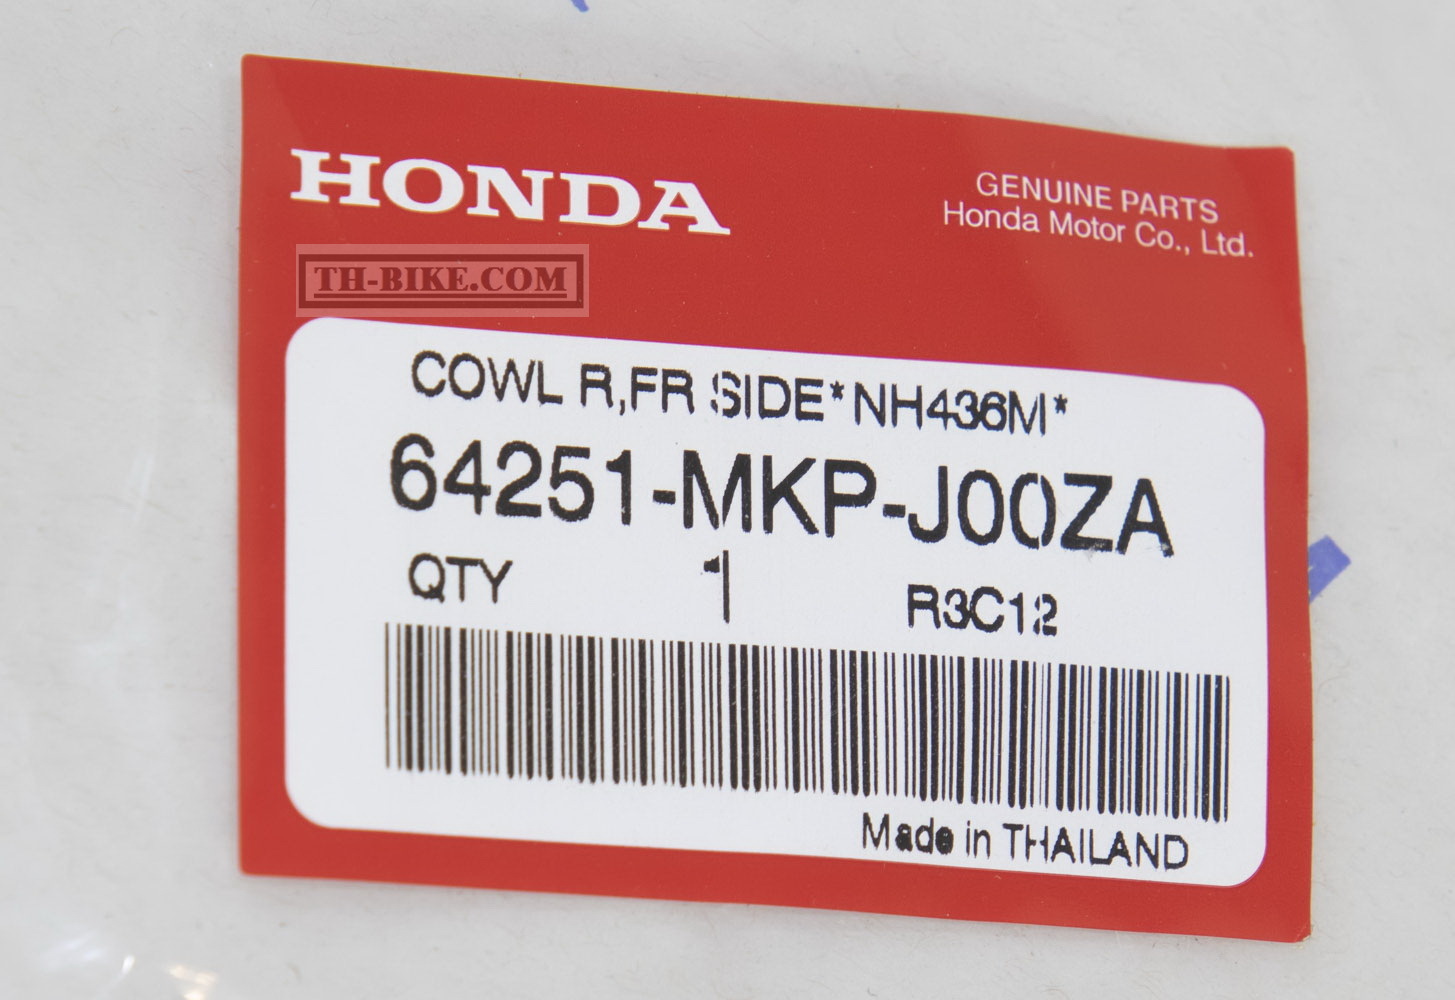 HONDA
GENUINE PARTS
Honda Motor Co., Ltd.
TH-BIKE.COM
COWL R,FR SIDE*NH436M*
64251-MKP-J00ZA
QTY 1 R3C12
Made in THAILAND